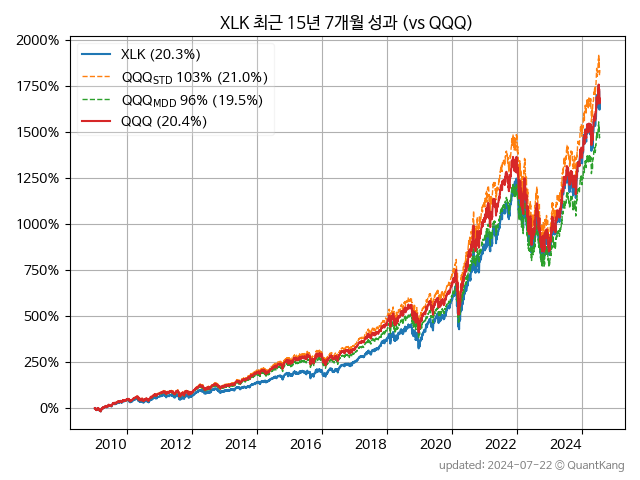 XLK 최근 15년 7개월 성과 (vs QQQ)
2000%
1750%
1500%
1250%
1000%
750%
500%
250%
0%
XLK (20.3%)
QQQSTD 103% (21.0%)
QQQMDD 96% (19.5%)
QQQ (20.4%)
2010 2012 2014 2016 2018 2020 2022 2024
updated: 2024-07-22 © QuantKang